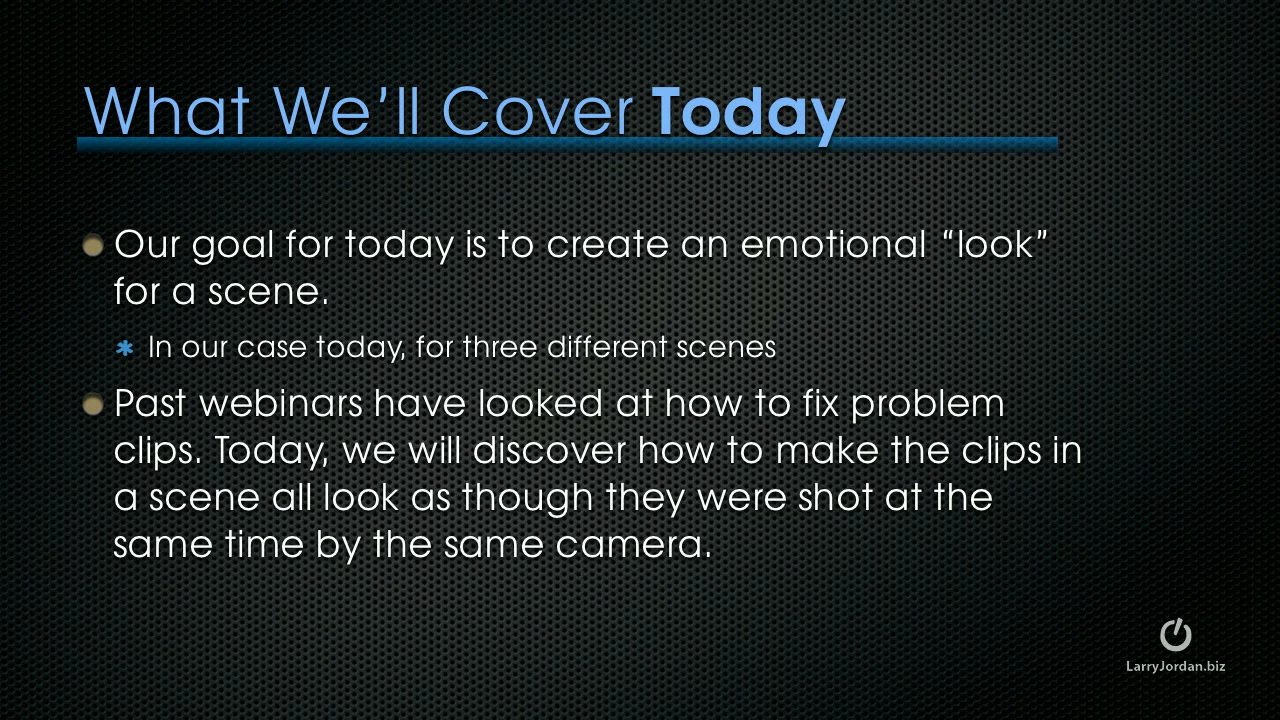 What We’ll Cover Today
Our goal for today is to create an emotional “look”
for a scene.
In our case today, for three different scenes
Past webinars have looked at how to fix problem
clips. Today, we will discover how to make the clips in
a scene all look as though they were shot at the
same time by the same camera.
LarryJordan.biz